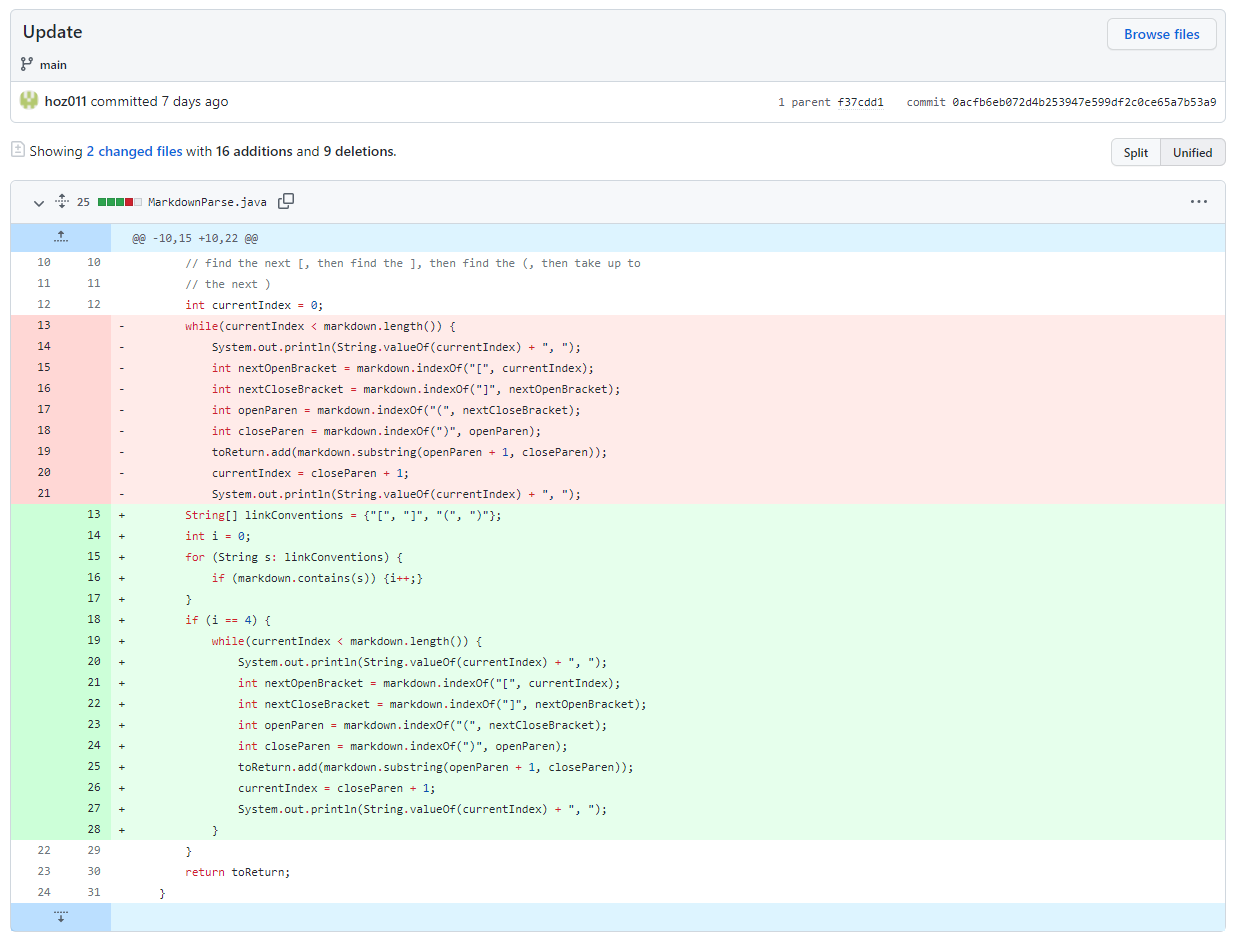 Update
Browse files
main
hoz011 committed 7 days ago 1 parent f37cdd1 commit 0acfb6eb072d4b253947e599df2c0ce65a7b53a9
Showing 2 changed files with 16 additions and 9 deletions.
Split Unified
25 MarkdownParse.java
@@ -10,15 +10,22 @@
10 10 // find the next [, then find the ], then find the (, then take up to
11 11 // the next )
12 12 int currentIndex = 0;
13 - while(currentIndex < markdown.length()) {
14 - System.out.println(String.valueOf(currentIndex) + ", ");
15 - int nextOpenBracket = markdown.indexOf("[", currentIndex);
16 - int nextCloseBracket = markdown.indexOf("]", nextOpenBracket);
17 - int openParen = markdown.indexOf("(", nextCloseBracket);
18 - int closeParen = markdown.indexOf(")", openParen);
19 - toReturn.add(markdown.substring(openParen + 1, closeParen));
20 - currentIndex = closeParen + 1;
21 - System.out.println(String.valueOf(currentIndex) + ", ");
13 + String[] linkConventions = {"[", "]", "(", ")"};
14 + int i = 0;
15 + for (String s: linkConventions) {
16 + if (markdown.contains(s)) {i++;}
17 + }
18 + if (i == 4) {
19 + while(currentIndex < markdown.length()) {
20 + System.out.println(String.valueOf(currentIndex) + ", ");
21 + int nextOpenBracket = markdown.indexOf("[", currentIndex);
22 + int nextCloseBracket = markdown.indexOf("]", nextOpenBracket);
23 + int openParen = markdown.indexOf("(", nextCloseBracket);
24 + int closeParen = markdown.indexOf(")", openParen);
25 + toReturn.add(markdown.substring(openParen + 1, closeParen));
26 + currentIndex = closeParen + 1;
27 + System.out.println(String.valueOf(currentIndex) + ", ");
28 + }
22 29 }
23 30 return toReturn;
24 31 }